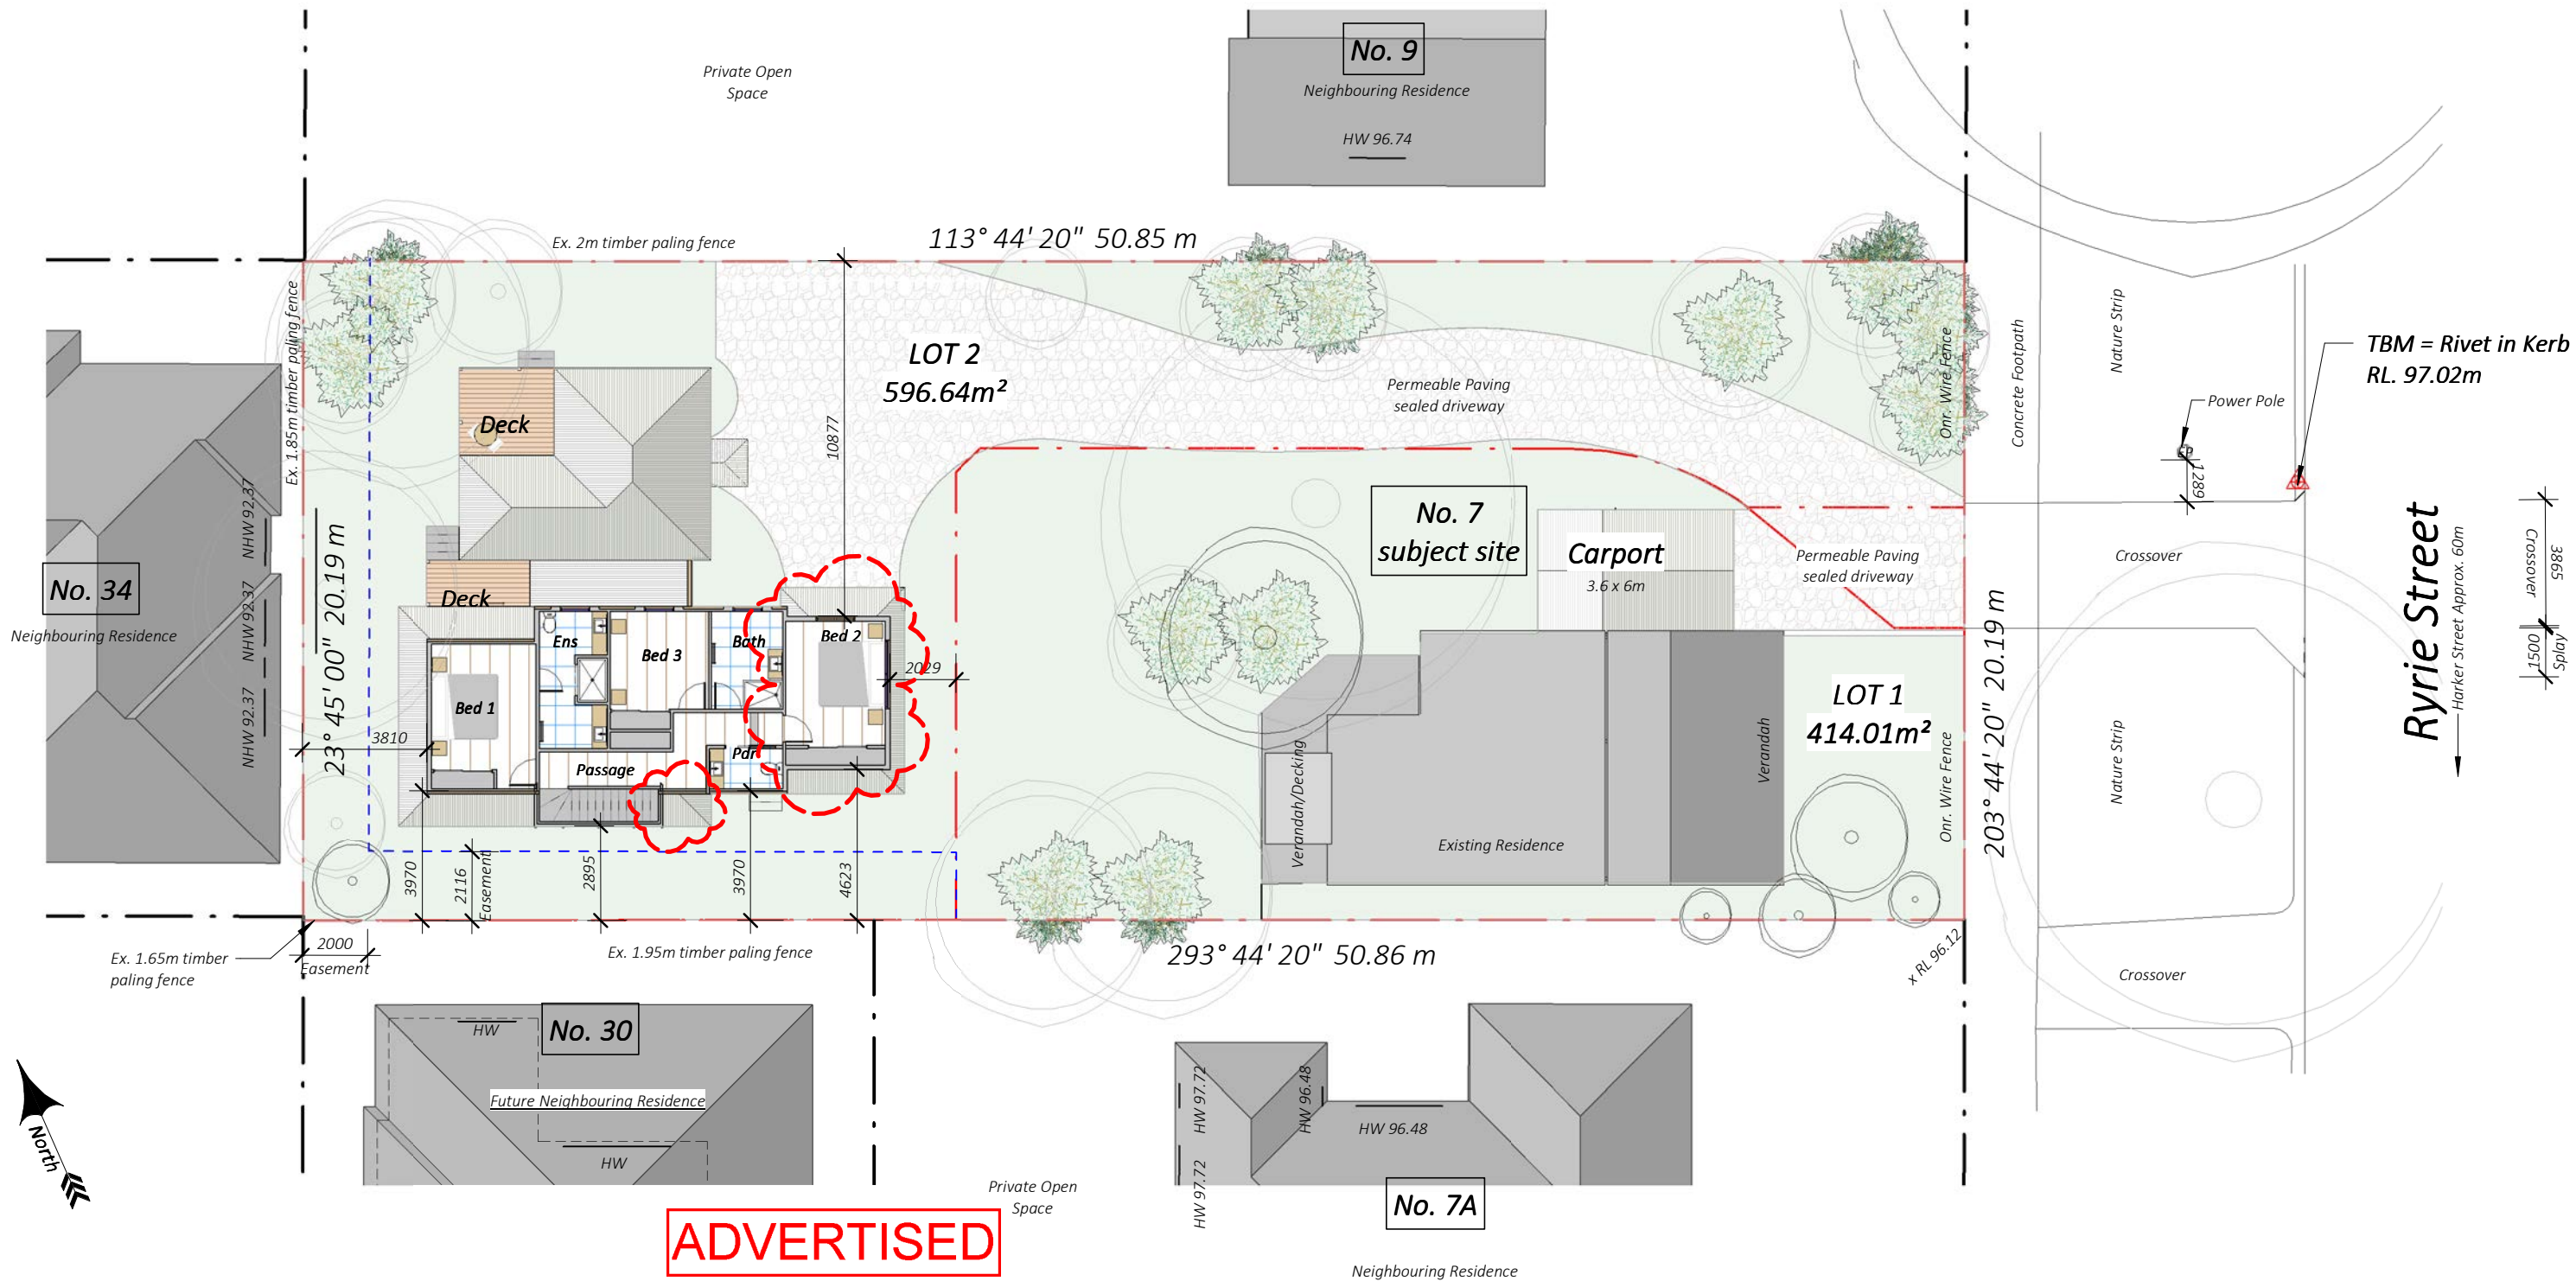 No. 9
Neighbouring Residence
HW 96.74
Private Open
Space
Ex. 2m timber paling fence
113° 44' 20" 50.85 m
Ex. 1.85m timber paling fence
LOT 2
596.64m²
10877
Permeable Paving
sealed driveway
Onr. Wire Fence
Concrete Footpath
Nature Strip
TBM = Rivet in Kerb
RL. 97.02m
Power Pole
EP
1289
Deck
No. 7
subject site
Carport
3.6 x 6m
Permeable Paving
sealed driveway
Crossover
3865
Crossover
1500
Splay
Ryrie Street
Harker Street Approx. 60m
No. 34
Neighbouring Residence
NHW 92.37
NHW 92.37
NHW 92.37
23° 45' 00" 20.19 m
Deck
Ens
Bed 3
Bath
Bed 2
2029
Bed 1
3810
Passage
Pdr
LOT 1
414.01m²
203° 44' 20" 20.19 m
Verandah
Verandah/Decking
Existing Residence
Onr. Wire Fence
Nature Strip
3970
2116
Easement
2895
3970
4623
Ex. 1.65m timber
paling fence
2000
Easement
Ex. 1.95m timber paling fence
293° 44' 20" 50.86 m
x RL 96.12
Crossover
North
HW
No. 30
Future Neighbouring Residence
HW
HW 97.72
HW 97.72
HW 96.48
HW 96.48
No. 7A
Private Open
Space
ADVERTISED
Neighbouring Residence